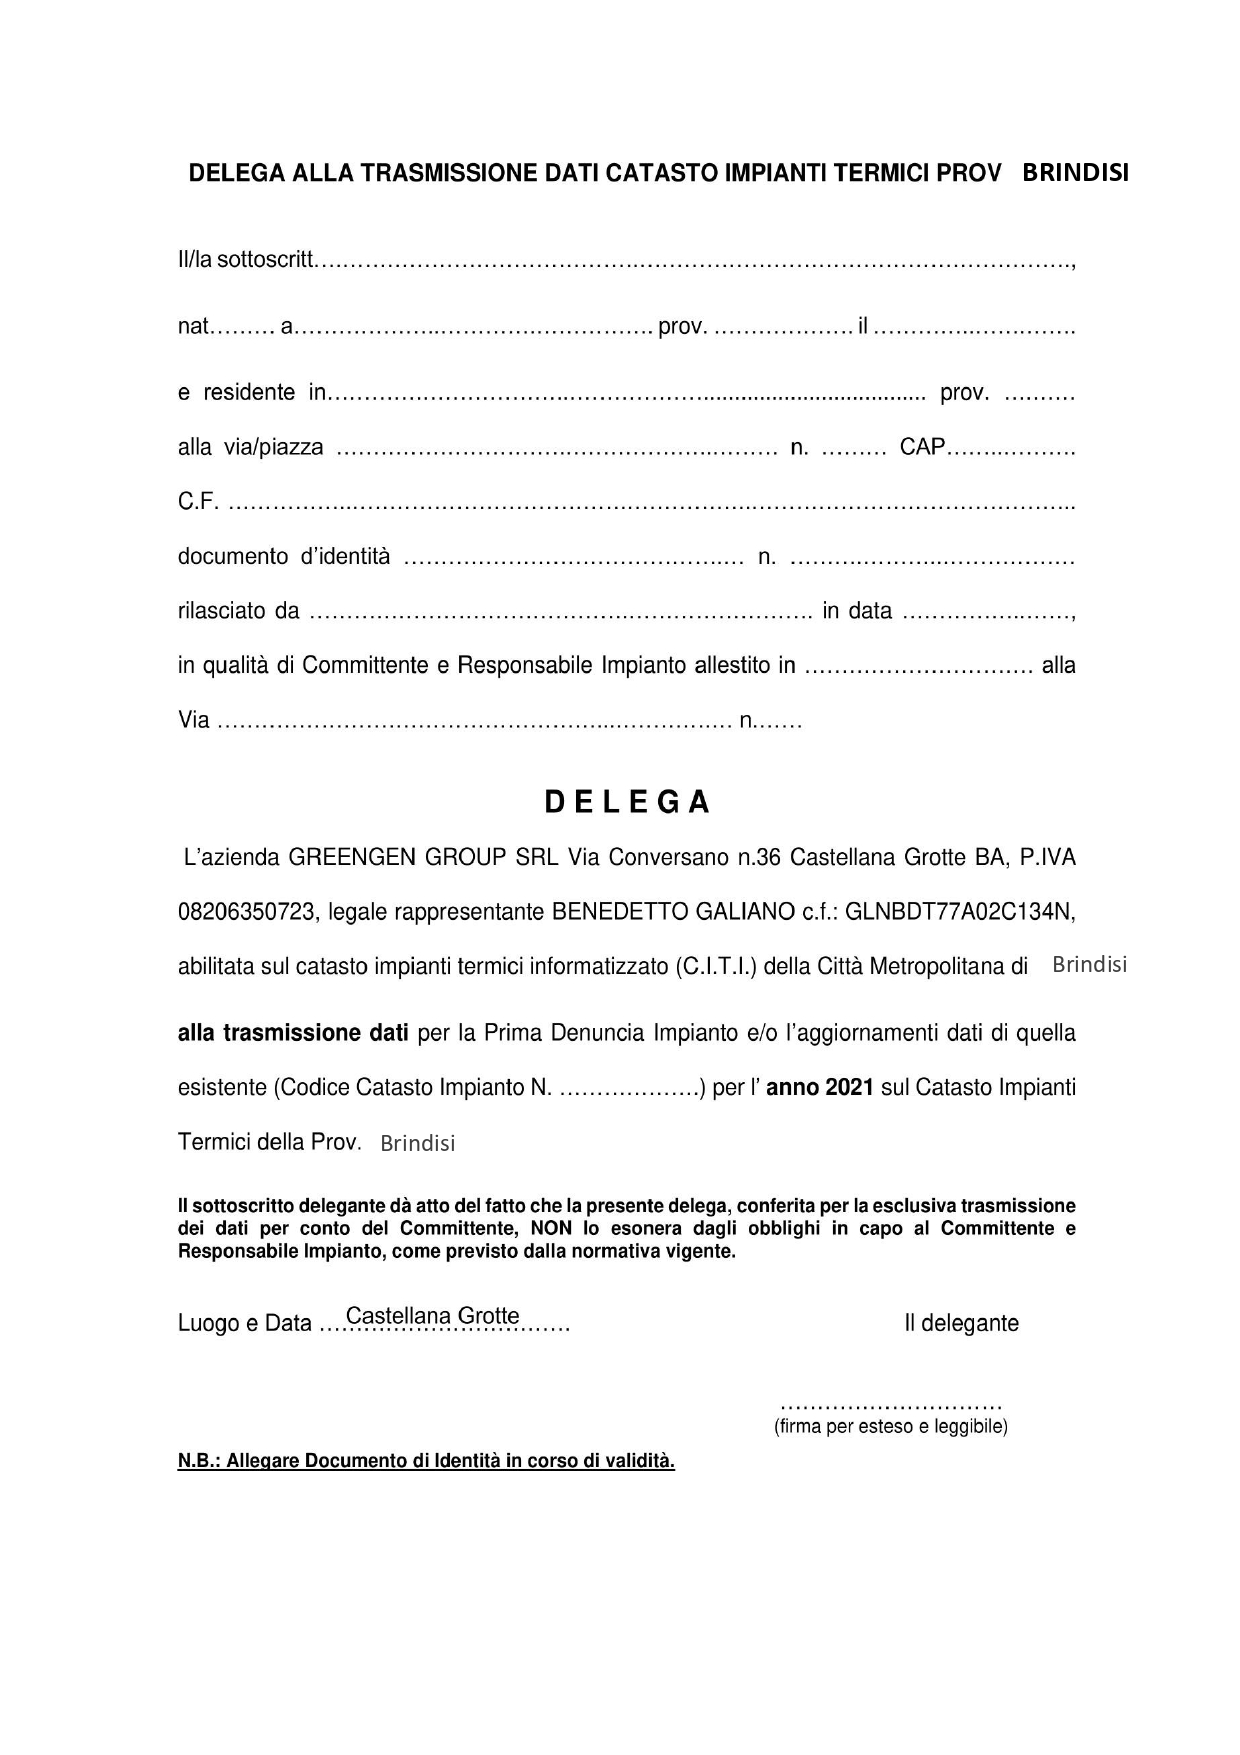 DELEGA ALLA TRASMISSIONE DATI CATASTO IMPIANTI TERMICI PROV BRINDISI
Il/la sottoscritt……………………………………………………………………………………….,
nat……… a…………………………………………. prov. ………………. il ……………………….
e residente in……………………………………………................................... prov. ……….
alla via/piazza …………………………………………………… n. ……… CAP……………….
C.F. ……………………………………………………………………………………………………..
documento d’identità ……………………………………… n. …………………………………
rilasciato da …………………………………………………………. in data …………………,
in qualità di Committente e Responsabile Impianto allestito in …………………………. alla
Via …………………………………………………………… n.……
D E L E G A
L’azienda GREENGEN GROUP SRL Via Conversano n.36 Castellana Grotte BA, P.IVA
08206350723, legale rappresentante BENEDETTO GALIANO c.f.: GLNBDT77A02C134N,
abilitata sul catasto impianti termici informatizzato (C.I.T.I.) della Città Metropolitana di Brindisi
alla trasmissione dati per la Prima Denuncia Impianto e/o l’aggiornamenti dati di quella
esistente (Codice Catasto Impianto N. ……………….) per l’ anno 2021 sul Catasto Impianti
Termici della Prov. Brindisi
Il sottoscritto delegante dà atto del fatto che la presente delega, conferita per la esclusiva trasmissione
dei dati per conto del Committente, NON lo esonera dagli obblighi in capo al Committente e
Responsabile Impianto, come previsto dalla normativa vigente.
Luogo e Data …Castellana Grotte……. Il delegante
…………………………
(firma per esteso e leggibile)
N.B.: Allegare Documento di Identità in corso di validità.